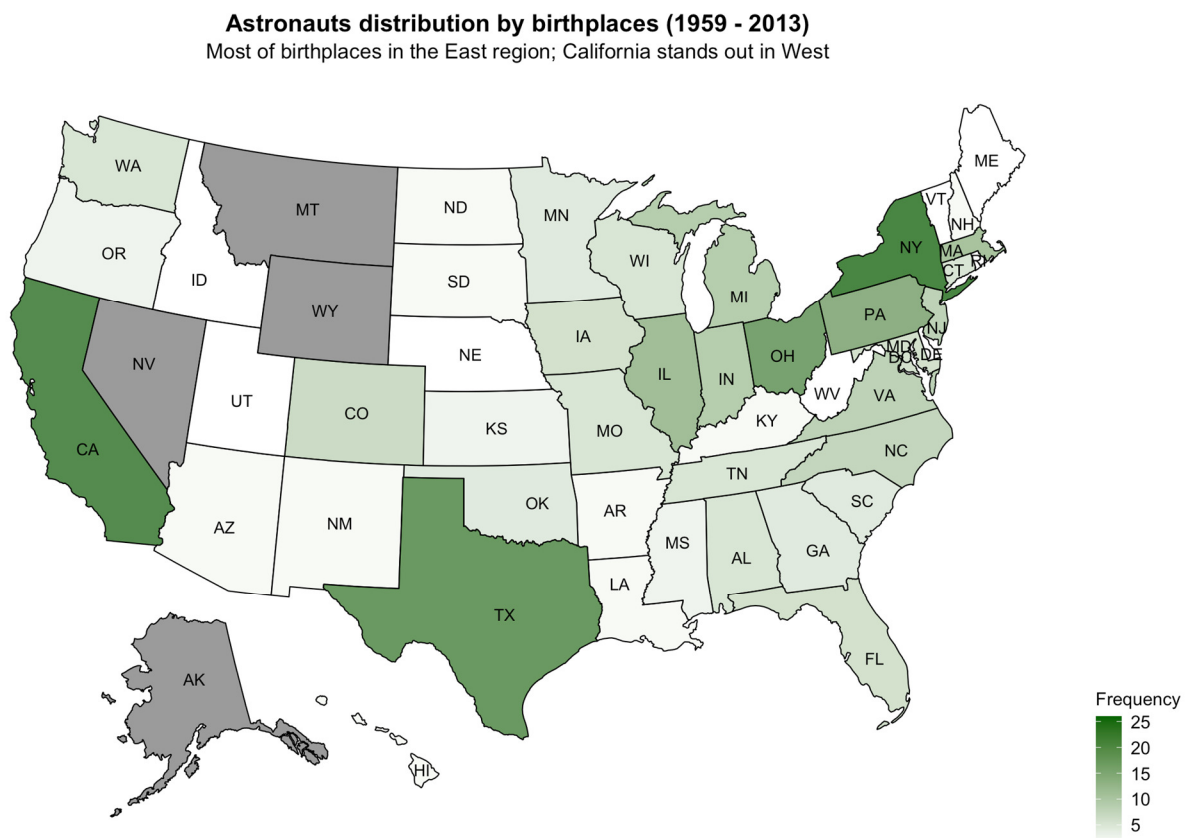 Astronauts distribution by birthplaces (1959 - 2013)
Most of birthplaces in the East region; California stands out in West
ME
WA
VT
MT
ND
NH
MN
OR
NY
MA
WI
RI
CT
ID
SD
MI
WY
PA
NJ
IA
MD
DE
NE
OH
DC
NV
IL
IN
WV
VA
UT
CO
KY
KS
MO
CA
NC
TN
OK
SC
AR
NM
AZ
MS
GA
AL
LA
TX
FL
AK
HI
Frequency
25
20
15
10
5